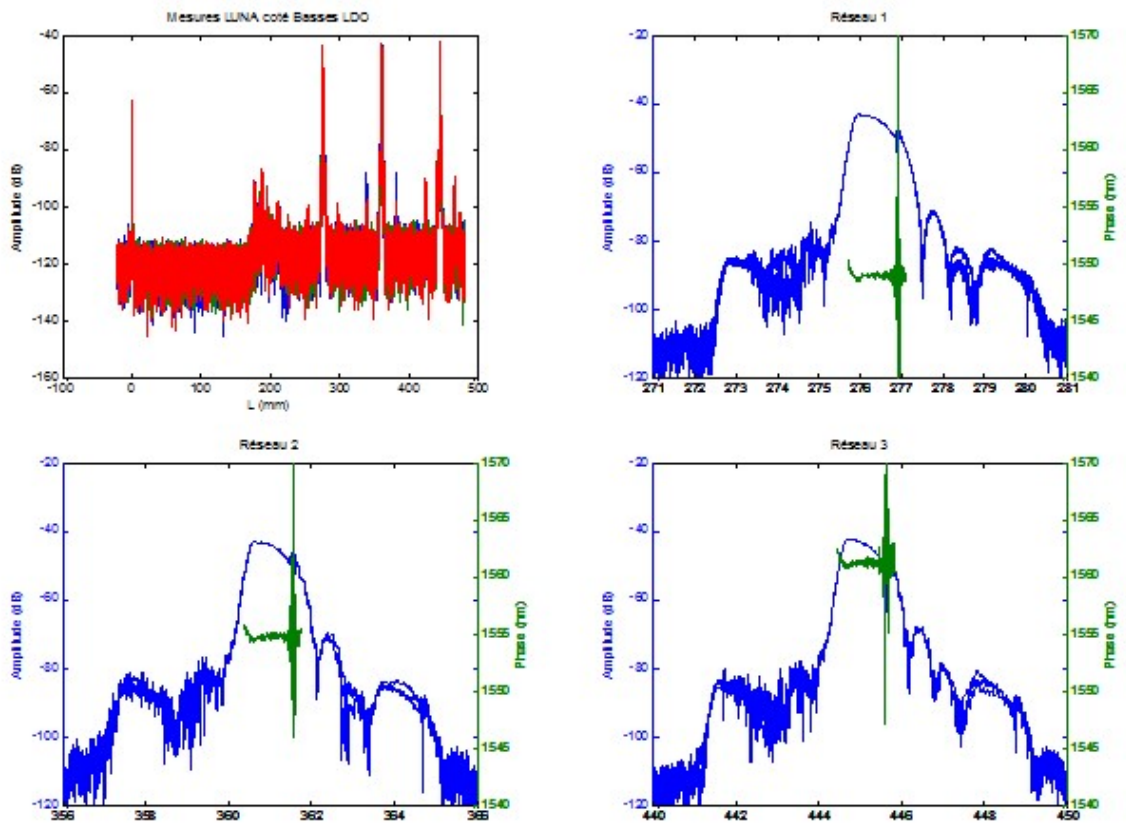 Mesures LUNA coté Basses LDO
Amplitude (dB)
-40
-60
-80
-100
-120
-140
-160
-100 0 100 200 300 400 500
L (mm)
Réseau 1
Amplitude (dB)
-20
-40
-60
-80
-100
-120
271 272 273 274 275 276 277 278 279 280 281
1570
1565
1560
1555
1550
1545
1540
Phase (nm)
Réseau 2
Amplitude (dB)
-20
-40
-60
-80
-100
-120
356 358 360 362 364 366
1570
1565
1560
1555
1550
1545
1540
Phase (nm)
Réseau 3
Amplitude (dB)
-20
-40
-60
-80
-100
-120
440 442 444 446 448 450
1570
1565
1560
1555
1550
1545
1540
Phase (nm)